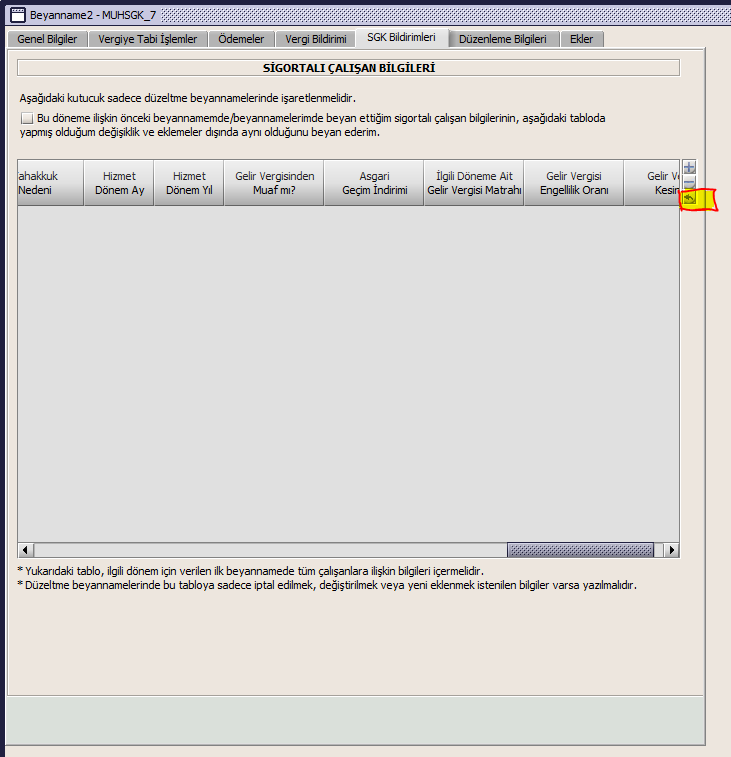 Beyanname2 - MUHSGK_7
Genel Bilgiler Vergiye Tabi İşlemler Ödemeler Vergi Bildirimi SGK Bildirimleri Düzenleme Bilgileri Ekler
SİGORTALI ÇALIŞAN BİLGİLERİ
Aşağıdaki kutucuk sadece düzeltme beyannamelerinde işaretlenmelidir.
Bu döneme ilişkin önceki beyannamemde/beyannamelerimde beyan ettiğim sigortalı çalışan bilgilerinin, aşağıdaki tabloda
yapmış olduğum değişiklik ve eklemeler dışında aynı olduğunu beyan ederim.
ahakkuk Hizmet Hizmet Gelir Vergisinden Asgari İlgili Döneme Ait Gelir Vergisi Gelir Ve
Nedeni Dönem Ay Dönem Yıl Muaf mı? Geçim İndirimi Gelir Vergisi Matrahı Engellilik Oranı Kesin
* Yukarıdaki tablo, ilgili dönem için verilen ilk beyannamede tüm çalışanlara ilişkin bilgileri içermelidir.
* Düzeltme beyannamelerinde bu tabloya sadece iptal edilmek, değiştirilmek veya yeni eklenmek istenilen bilgiler varsa yazılmalıdır.